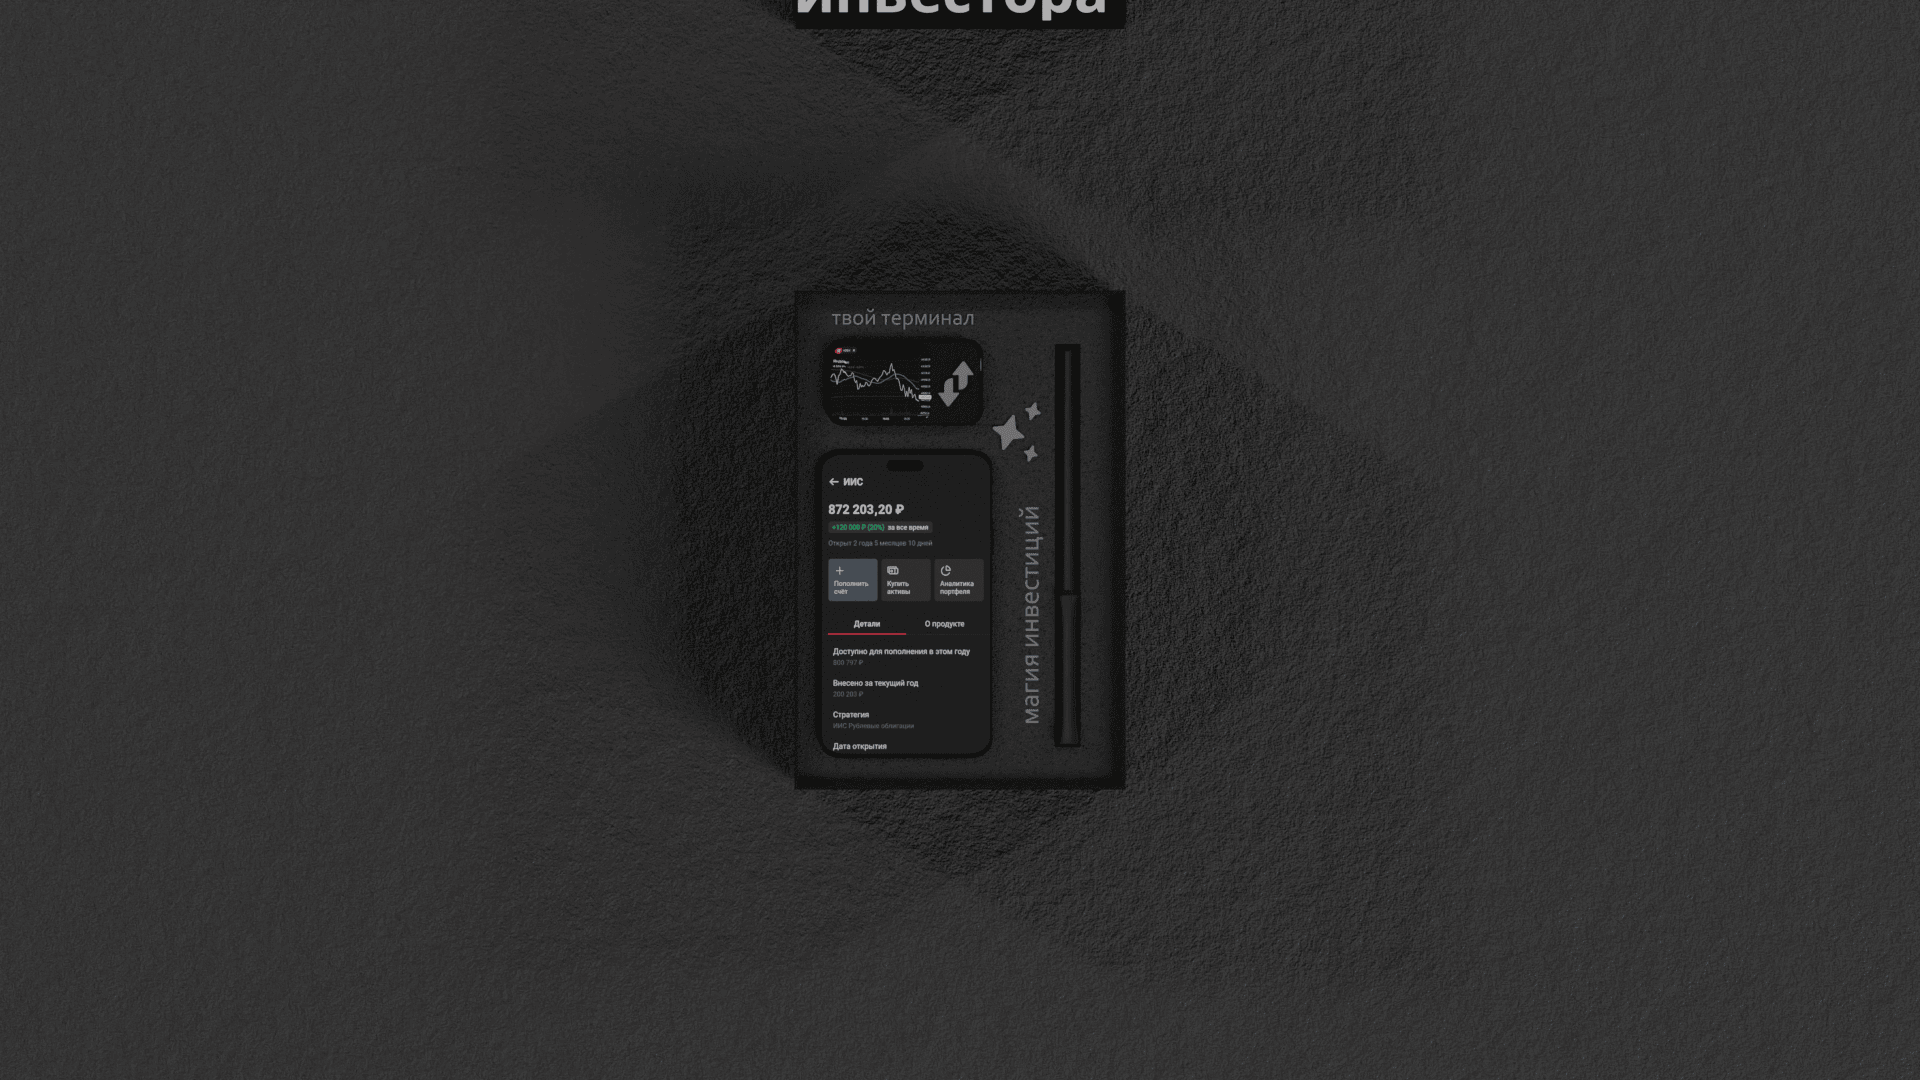 инвестора
твой терминал
ИИС
872 203,20 ₽
+120 000 ₽ (20%) за все время
Открыт 2 года 5 месяцев 10 дней
Пополнить счёт
Купить активы
Аналитика портфеля
Детали
О продукте
Доступно для пополнения в этом году
800 797 ₽
Внесено за текущий год
200 203 ₽
Стратегия
ИИС Рублевые облигации
Дата открытия
магия инвестиций